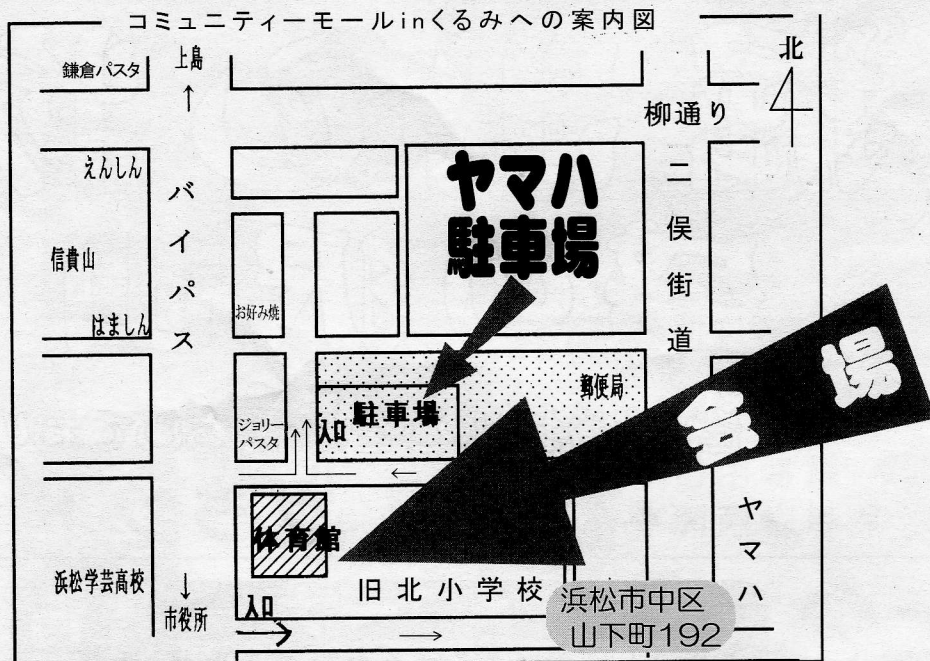 コミュニティーモールinくるみへの案内図
北
鎌倉パスタ
上島
↑
柳通り
えんしん
バイパス
ヤマハ
駐車場
二俣街道
信貴山
お好み焼
はましん
会場
郵便局
駐車場
入口
ジョリー
パスタ
←
体育館
ヤマハ
浜松学芸高校
旧北小学校
↓
市役所
入口
→
浜松市中区
山下町192